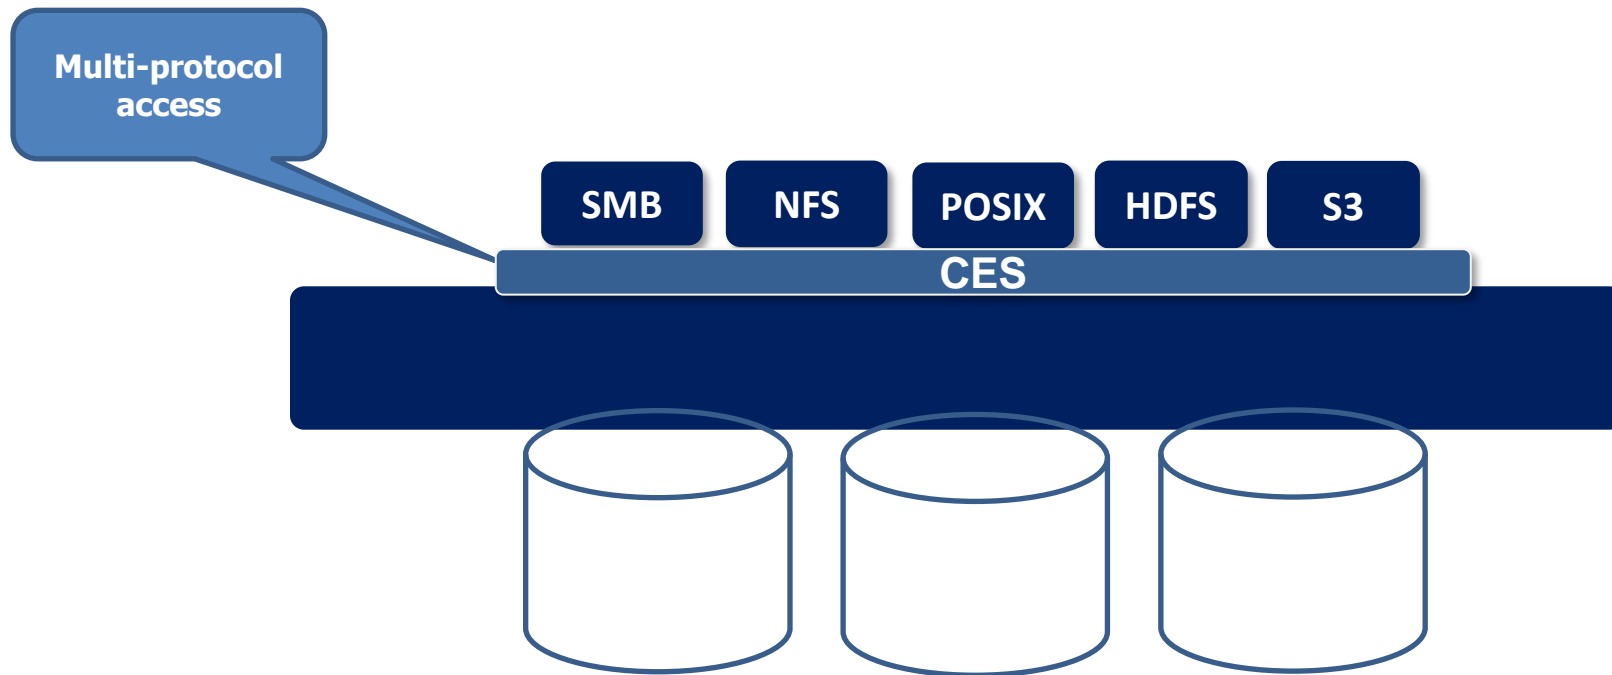 Multi-protocol
access
SMB
NFS
POSIX
HDFS
S3
CES